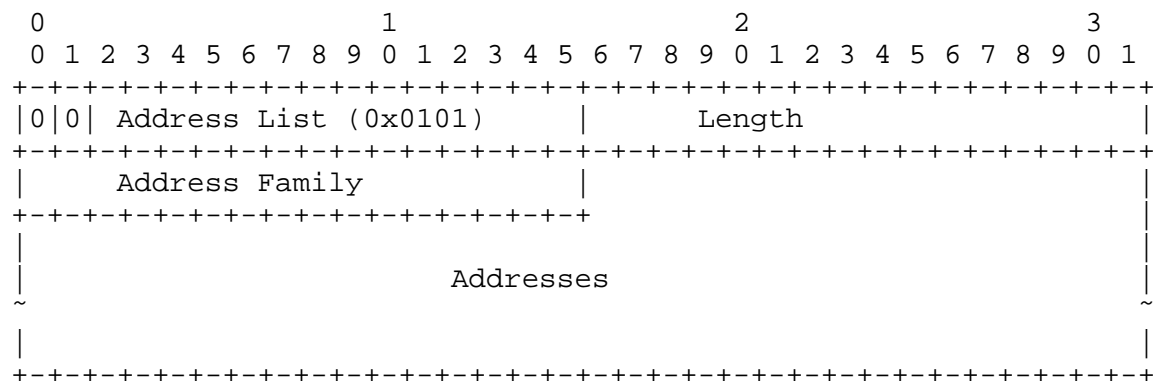 0                   1                   2                   3
 0 1 2 3 4 5 6 7 8 9 0 1 2 3 4 5 6 7 8 9 0 1 2 3 4 5 6 7 8 9 0 1
+-+-+-+-+-+-+-+-+-+-+-+-+-+-+-+-+-+-+-+-+-+-+-+-+-+-+-+-+-+-+-+-+
|0|0| Address List (0x0101)     |      Length                   |
+-+-+-+-+-+-+-+-+-+-+-+-+-+-+-+-+-+-+-+-+-+-+-+-+-+-+-+-+-+-+-+-+
|     Address Family            |                               |
+-+-+-+-+-+-+-+-+-+-+-+-+-+-+-+-+                               |
|                                                               |
|                        Addresses                              |
~                                                               ~
|                                                               |
+-+-+-+-+-+-+-+-+-+-+-+-+-+-+-+-+-+-+-+-+-+-+-+-+-+-+-+-+-+-+-+-+